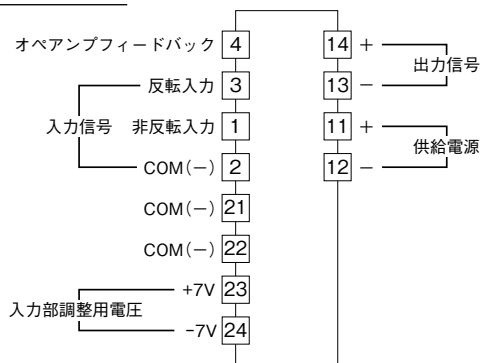 オペアンプフィードバック 4 14 +
出力信号
反転入力 3 13 −
入力信号 非反転入力 1 11 +
供給電源
COM(−) 2 12 −
COM(−) 21
COM(−) 22
+7V 23
入力部調整用電圧
−7V 24